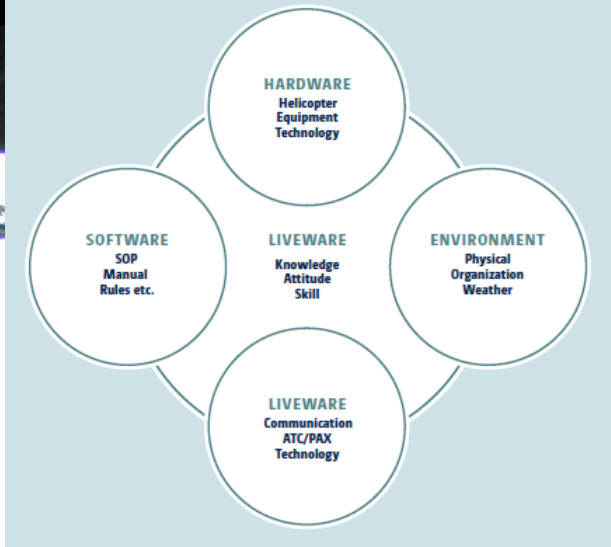 HARDWARE
Helicopter
Equipment
Technology
SOFTWARE
SOP
Manual
Rules etc.
LIVEWARE
Knowledge
Attitude
Skill
ENVIRONMENT
Physical
Organization
Weather
LIVEWARE
Communication
ATC/PAX
Technology